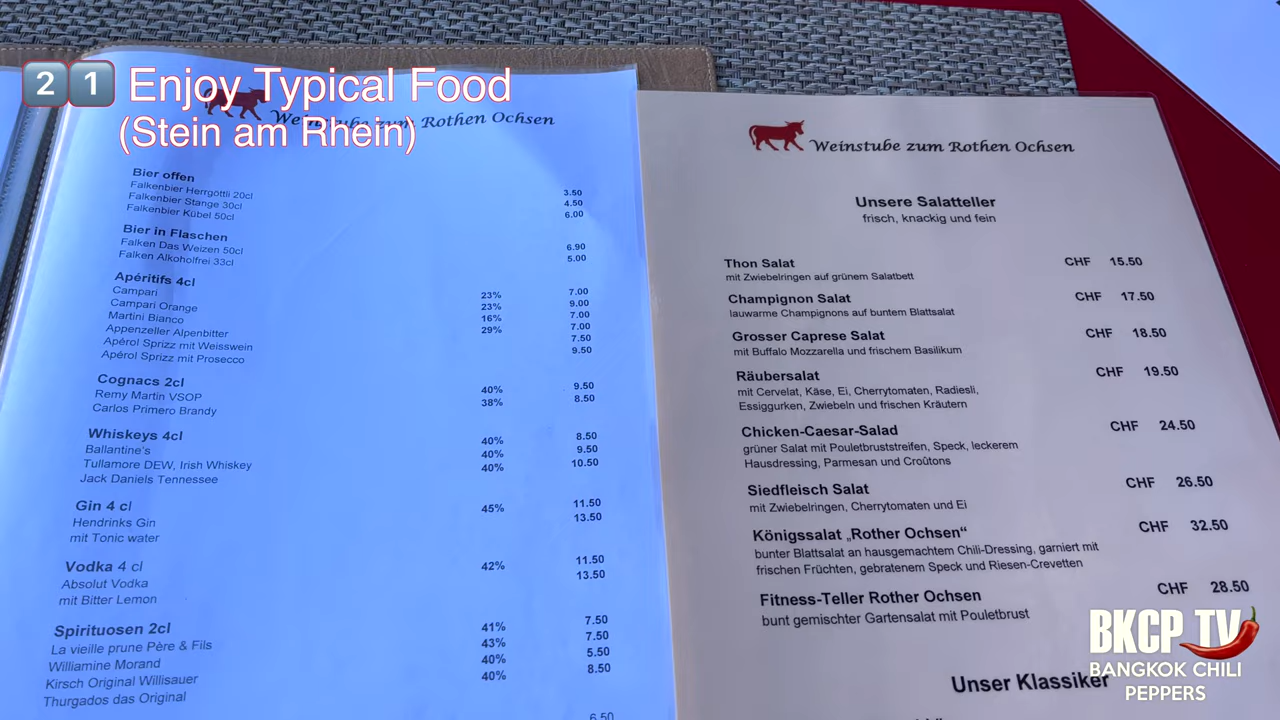 21 Enjoy Typical Food
(Stein am Rhein)
Weinstube zum Rothen Ochsen
Bier offen
Falkenbier Herrgöttli 20cl 3.50
Falkenbier Stange 30cl 4.50
Falkenbier Kübel 50cl 6.00
Bier in Flaschen
Falken Das Weizen 50cl 6.90
Falken Alkoholfrei 33cl 5.00
Apéritifs 4cl
Campari 23% 7.00
Campari Orange 23% 9.00
Martini Bianco 16% 7.00
Appenzeller Alpenbitter 29% 7.00
Apérol Sprizz mit Weisswein 7.50
Apérol Sprizz mit Prosecco 9.50
Cognacs 2cl
Remy Martin VSOP 40% 9.50
Carlos Primero Brandy 38% 8.50
Whiskeys 4cl
Ballantine's 40% 8.50
Tullamore DEW, Irish Whiskey 40% 9.50
Jack Daniels Tennessee 40% 10.50
Gin 4 cl
Hendrinks Gin 45% 11.50
mit Tonic water 13.50
Vodka 4 cl
Absolut Vodka 42% 11.50
mit Bitter Lemon 13.50
Spirituosen 2cl
La vieille prune Père & Fils 41% 7.50
Williamine Morand 43% 7.50
Kirsch Original Willisauer 40% 5.50
Thurgados das Original 40% 8.50
6.50
Weinstube zum Rothen Ochsen
Unsere Salatteller
frisch, knackig und fein
Thon Salat CHF 15.50
mit Zwiebelringen auf grünem Salatbett
Champignon Salat CHF 17.50
lauwarme Champignons auf buntem Blattsalat
Grosser Caprese Salat CHF 18.50
mit Buffalo Mozzarella und frischem Basilikum
Räubersalat CHF 19.50
mit Cervelat, Käse, Ei, Cherrytomaten, Radiesli,
Essiggurken, Zwiebeln und frischen Kräutern
Chicken-Caesar-Salad CHF 24.50
grüner Salat mit Pouletbruststreifen, Speck, leckerem
Hausdressing, Parmesan und Croûtons
Siedfleisch Salat CHF 26.50
mit Zwiebelringen, Cherrytomaten und Ei
Königssalat „Rother Ochsen“ CHF 32.50
bunter Blattsalat an hausgemachtem Chili-Dressing, garniert mit
frischen Früchten, gebratenem Speck und Riesen-Crevetten
Fitness-Teller Rother Ochsen CHF 28.50
bunt gemischter Gartensalat mit Pouletbrust
Unser Klassiker
BKCP TV
BANGKOK CHILI
PEPPERS